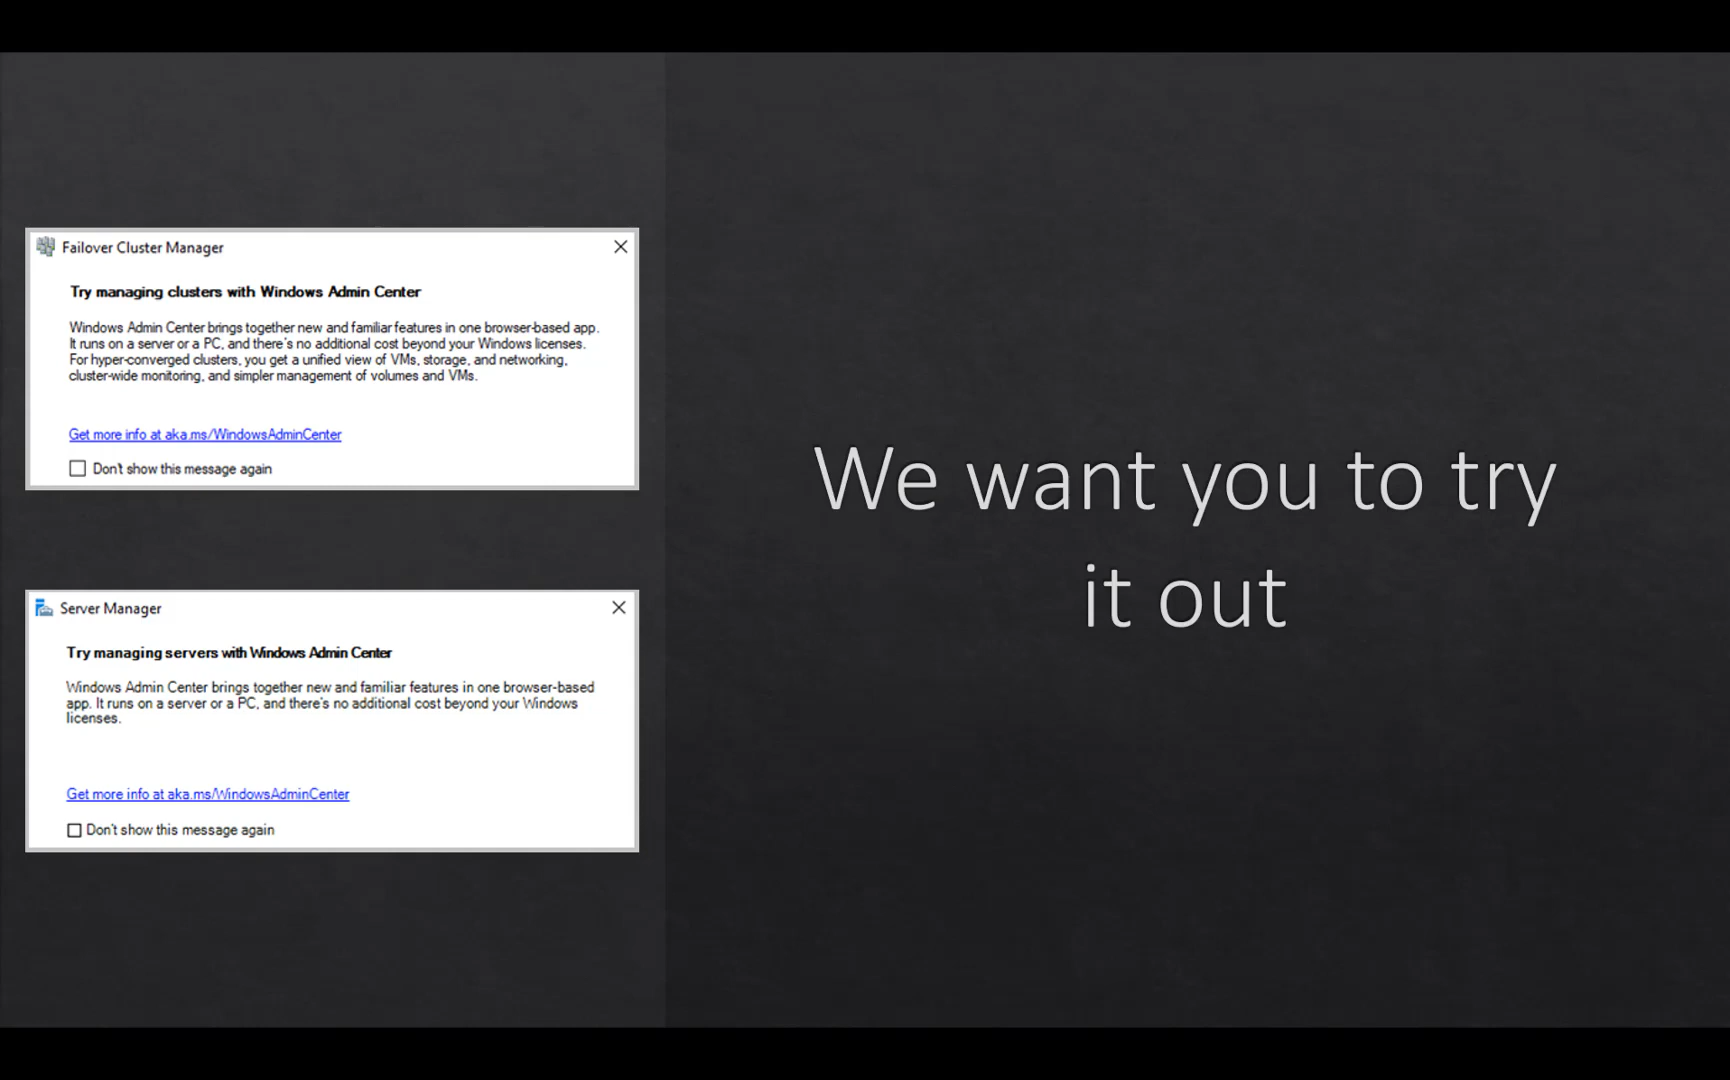 Failover Cluster Manager
Try managing clusters with Windows Admin Center
Windows Admin Center brings together new and familiar features in one browser-based app.
It runs on a server or a PC, and there's no additional cost beyond your Windows licenses.
For hyper-converged clusters, you get a unified view of VMs, storage, and networking,
cluster-wide monitoring, and simpler management of volumes and VMs.
Get more info at aka.ms/WindowsAdminCenter
Don't show this message again
Server Manager
Try managing servers with Windows Admin Center
Windows Admin Center brings together new and familiar features in one browser-based
app. It runs on a server or a PC, and there's no additional cost beyond your Windows
licenses.
Get more info at aka.ms/WindowsAdminCenter
Don't show this message again
We want you to try
it out